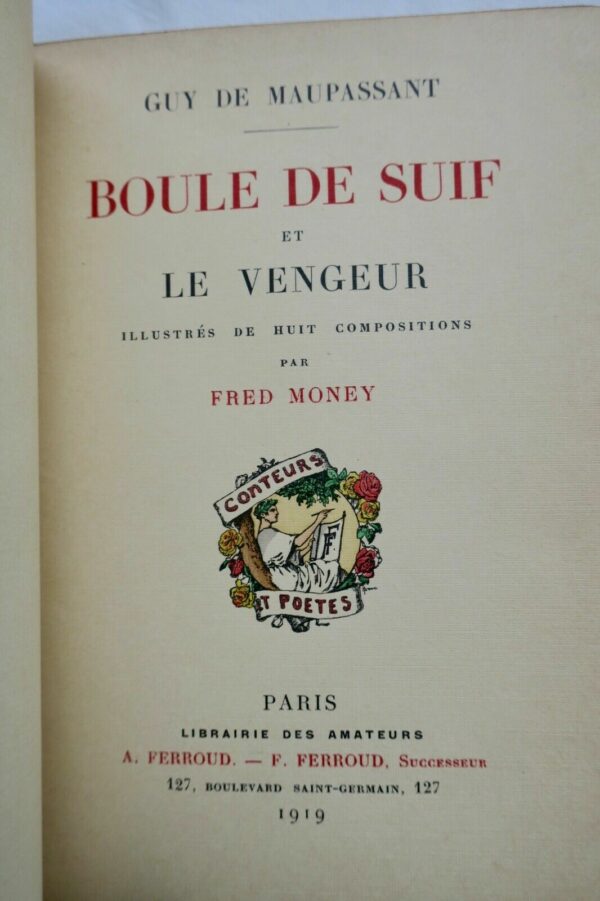 GUY DE MAUPASSANT
BOULE DE SUIF
ET
LE VENGEUR
ILLUSTRÉS DE HUIT COMPOSITIONS
PAR
FRED MONEY
CONTEURS
F
ET POETES
PARIS
LIBRAIRIE DES AMATEURS
A. FERROUD. — F. FERROUD, SUCCESSEUR
127, BOULEVARD SAINT-GERMAIN, 127
1919